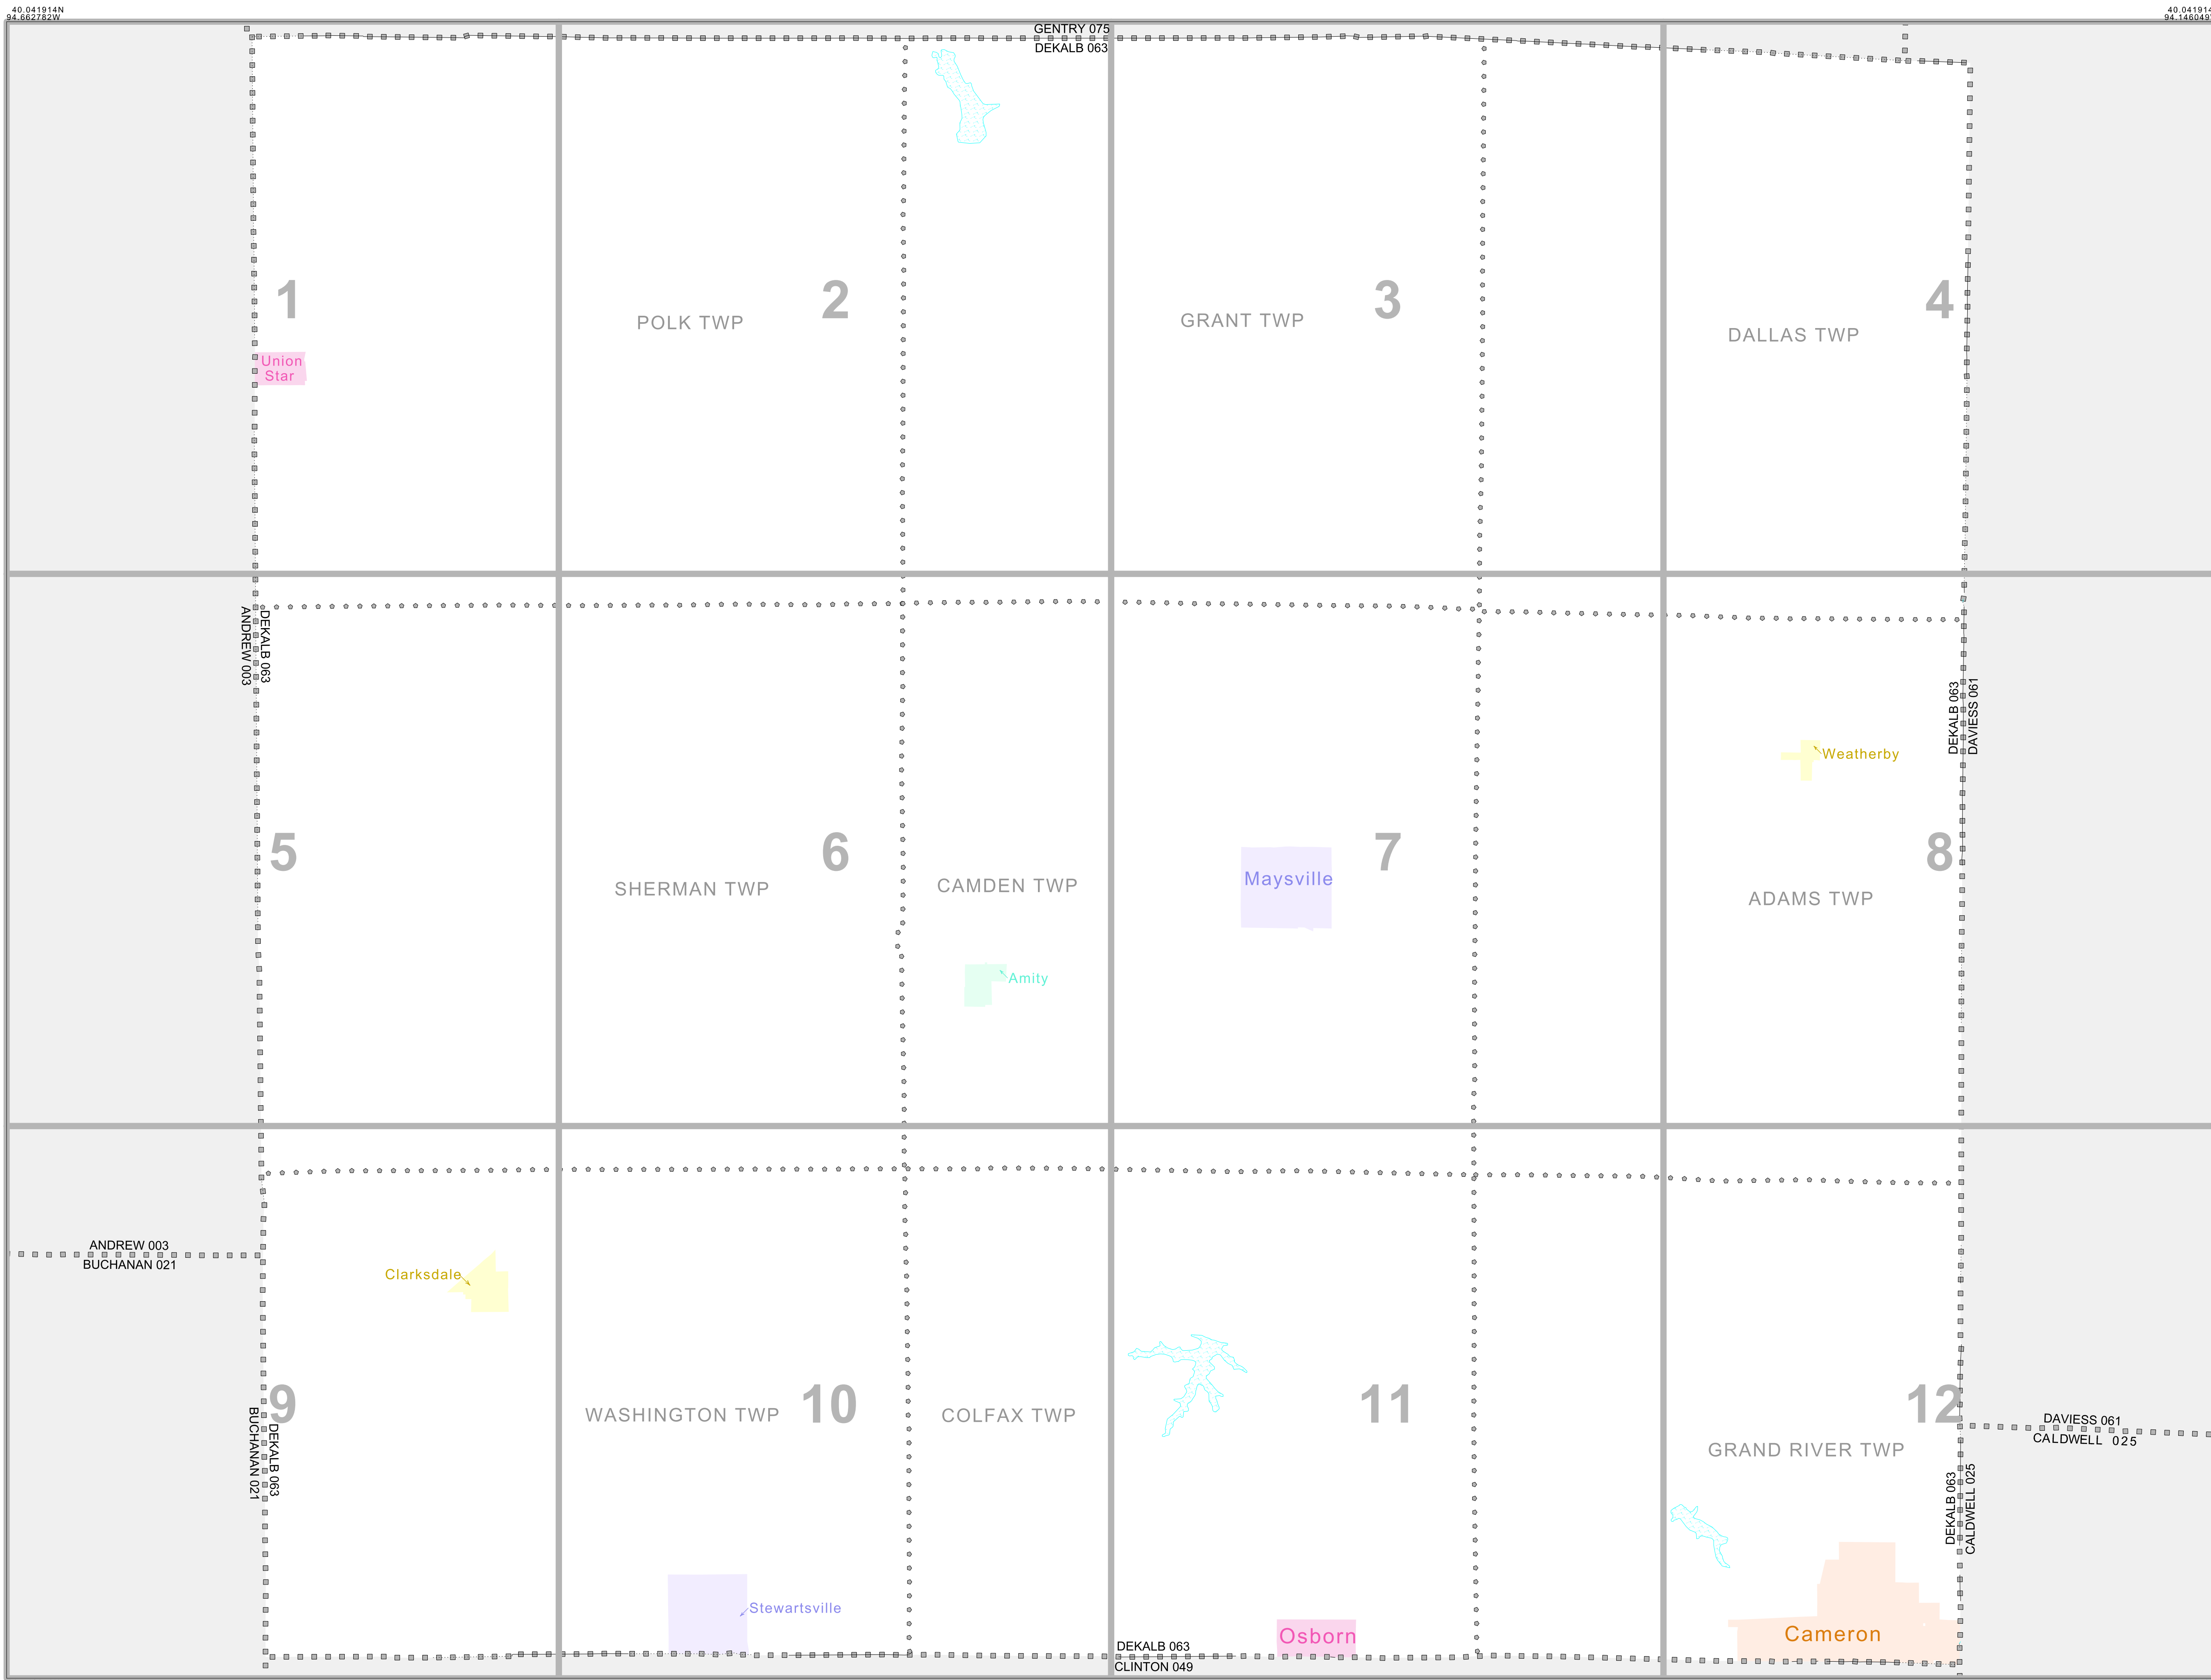 40.041914N
94.662782W
40.041914
94.146049
GENTRY 075
DEKALB 063
1
2
3
4
POLK TWP
GRANT TWP
DALLAS TWP
Union
Star
DEKALB 063
ANDREW 003
DEKALB 063
DAVIESS 061
Weatherby
5
6
7
8
SHERMAN TWP
CAMDEN TWP
Maysville
ADAMS TWP
Amity
ANDREW 003
BUCHANAN 021
Clarksdale
9
10
11
12
WASHINGTON TWP
COLFAX TWP
GRAND RIVER TWP
DAVIESS 061
CALDWELL 025
BUCHANAN 021
DEKALB 063
DEKALB 063
CALDWELL 025
Stewartsville
Osborn
Cameron
DEKALB 063
CLINTON 049